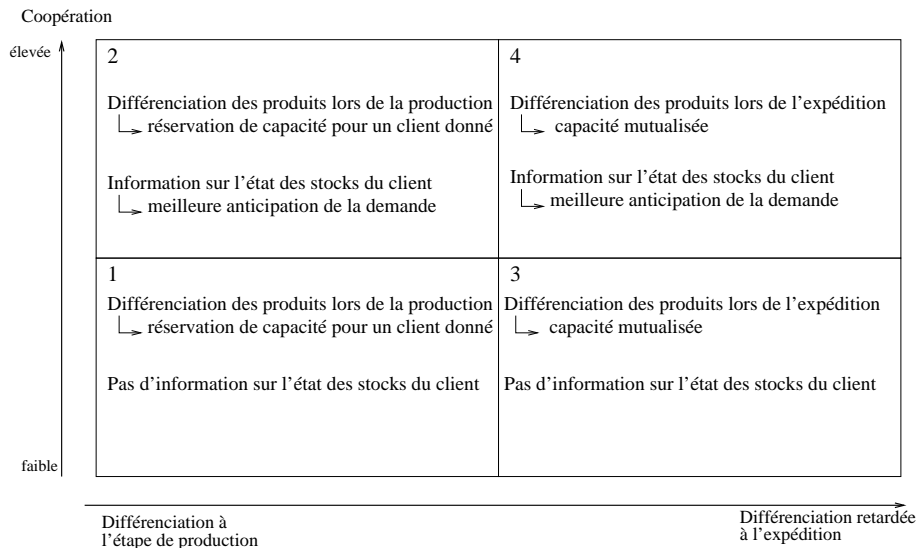 Coopération
élevée
2
Différenciation des produits lors de la production
réservation de capacité pour un client donné
Information sur l'état des stocks du client
meilleure anticipation de la demande
4
Différenciation des produits lors de l'expédition
capacité mutualisée
Information sur l'état des stocks du client
meilleure anticipation de la demande
1
Différenciation des produits lors de la production
réservation de capacité pour un client donné
Pas d'information sur l'état des stocks du client
3
Différenciation des produits lors de l'expédition
capacité mutualisée
Pas d'information sur l'état des stocks du client
faible
Différenciation à
l'étape de production
Différenciation retardée
à l'expédition